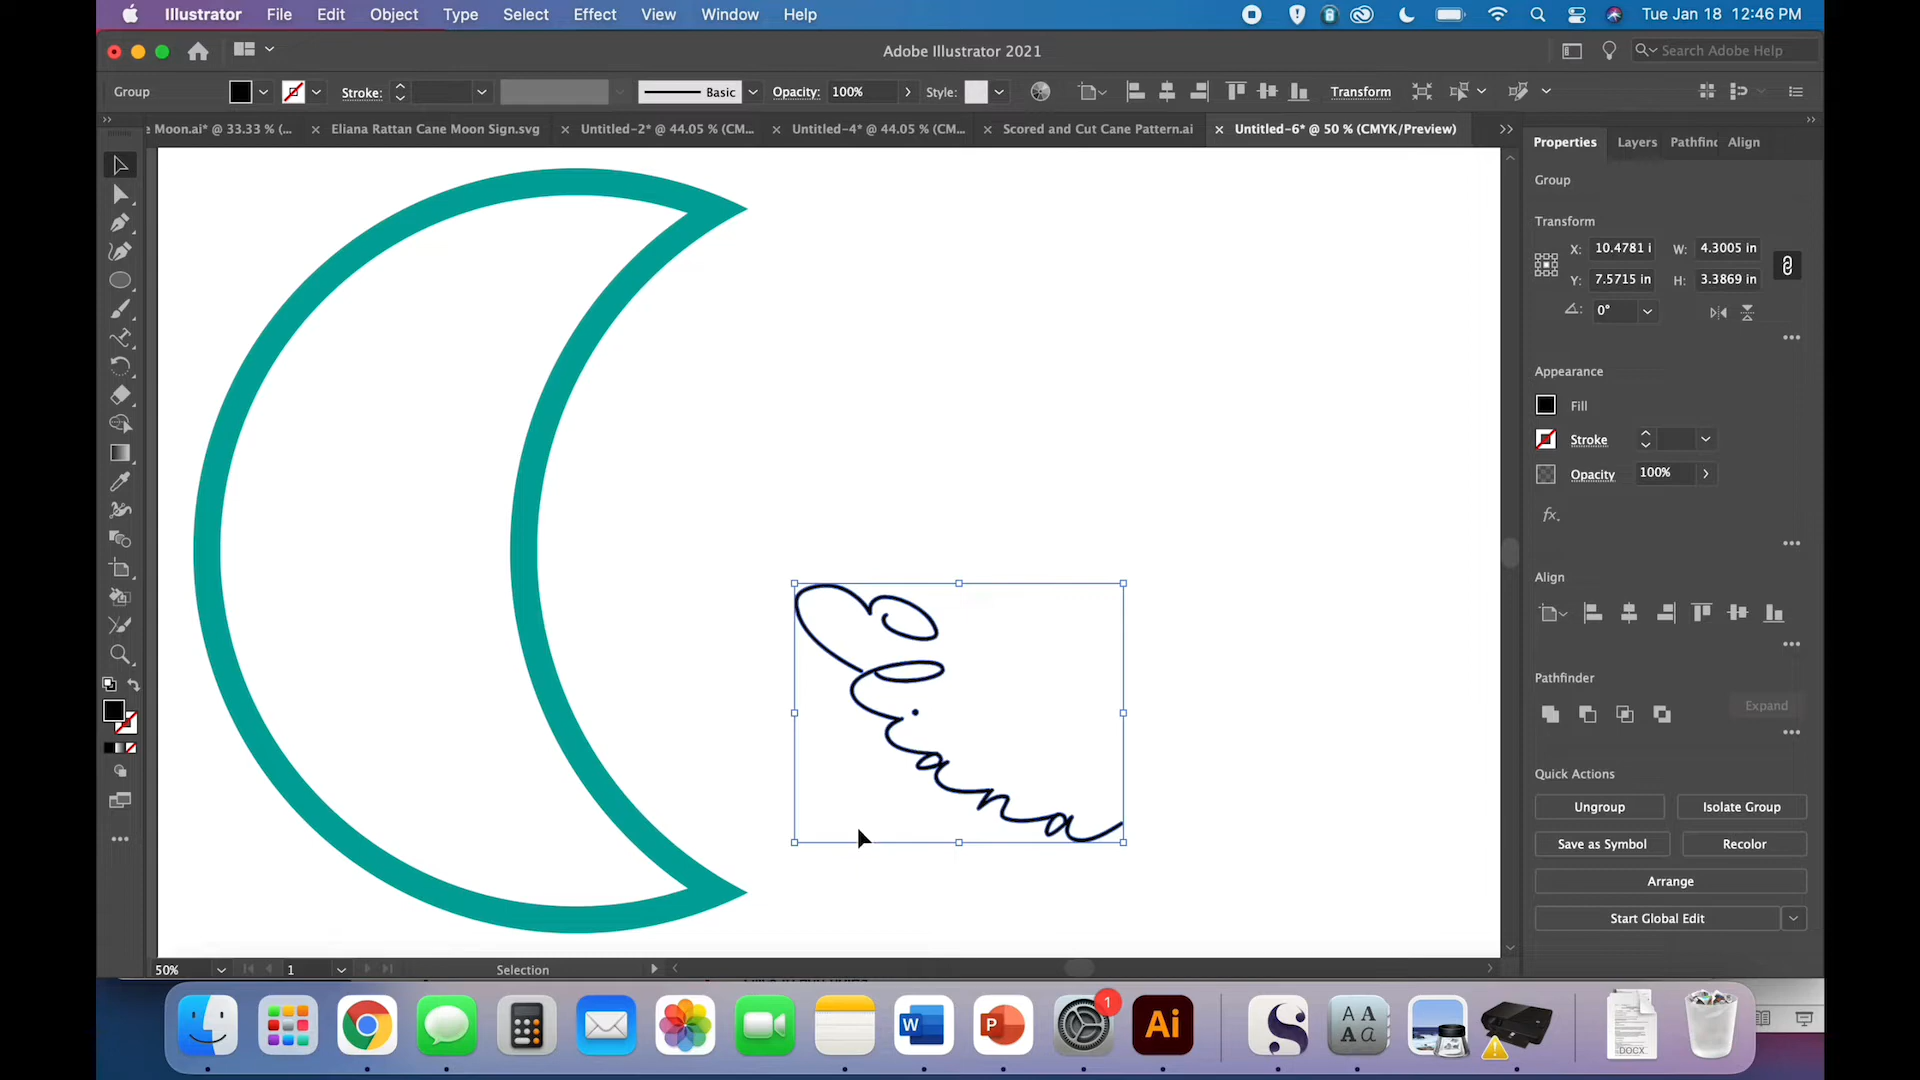 Illustrator File Edit Object Type Select Effect View Window Help Tue Jan 18 12:46 PM
Adobe Illustrator 2021
Search Adobe Help
Group Stroke: Basic Opacity: 100% Style: Transform
e Moon.ai* @ 33.33 % (... Eliana Rattan Cane Moon Sign.svg Untitled-2* @ 44.05 % (CM... Untitled-4* @ 44.05 % (CM... Scored and Cut Cane Pattern.ai Untitled-6* @ 50 % (CMYK/Preview)
Properties Layers Pathfinc Align
Group
Transform
X: 10.4781 i W: 4.3005 in
Y: 7.5715 in H: 3.3869 in
0°
Appearance
Fill
Stroke
Opacity 100%
fx.
Align
Pathfinder
Expand
Quick Actions
Ungroup Isolate Group
Save as Symbol Recolor
Arrange
Start Global Edit
Eliana
50% 1 Selection
1
W P Ai
A A
A a
DOCX